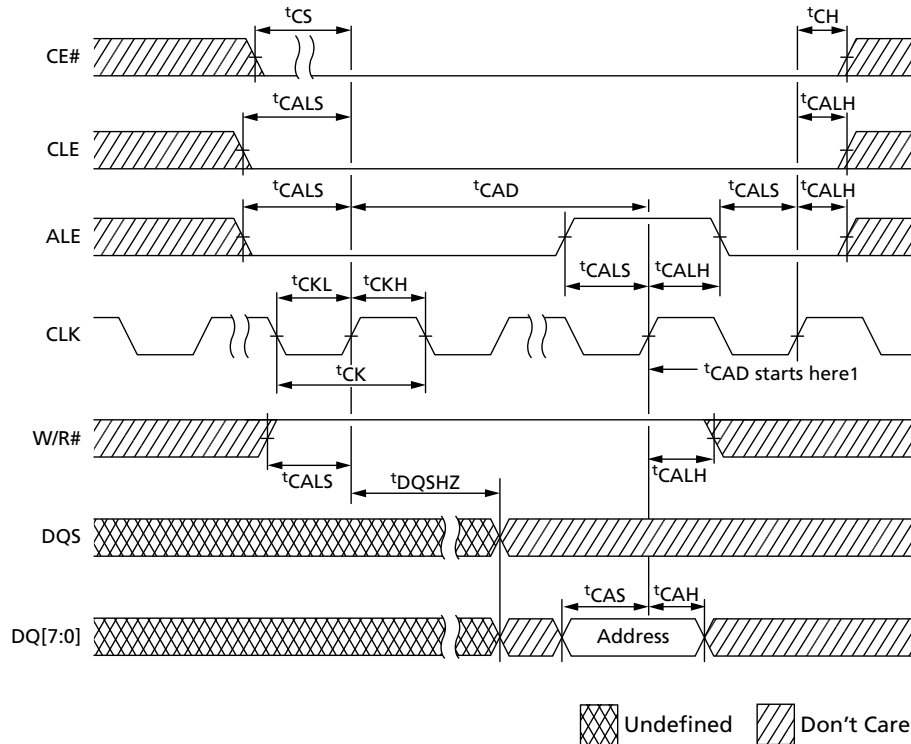 tCS
tCH
CE#
tCALS
tCALH
CLE
tCALS
tCAD
tCALS
tCALH
ALE
tCALS
tCALH
tCKL
tCKH
CLK
tCK
tCAD starts here1
W/R#
tCALS
tCALH
tDQSHZ
DQS
tCAS
tCAH
DQ[7:0]
Address
Undefined
Don't Care